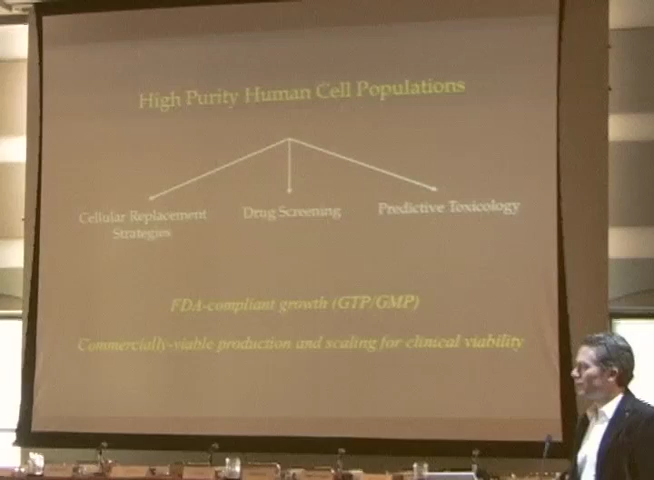 High Purity Human Cell Populations
Cellular Replacement Strategies
Drug Screening
Predictive Toxicology
FDA-compliant growth (GTP/GMP)
Commercially-viable production and scaling for clinical viability